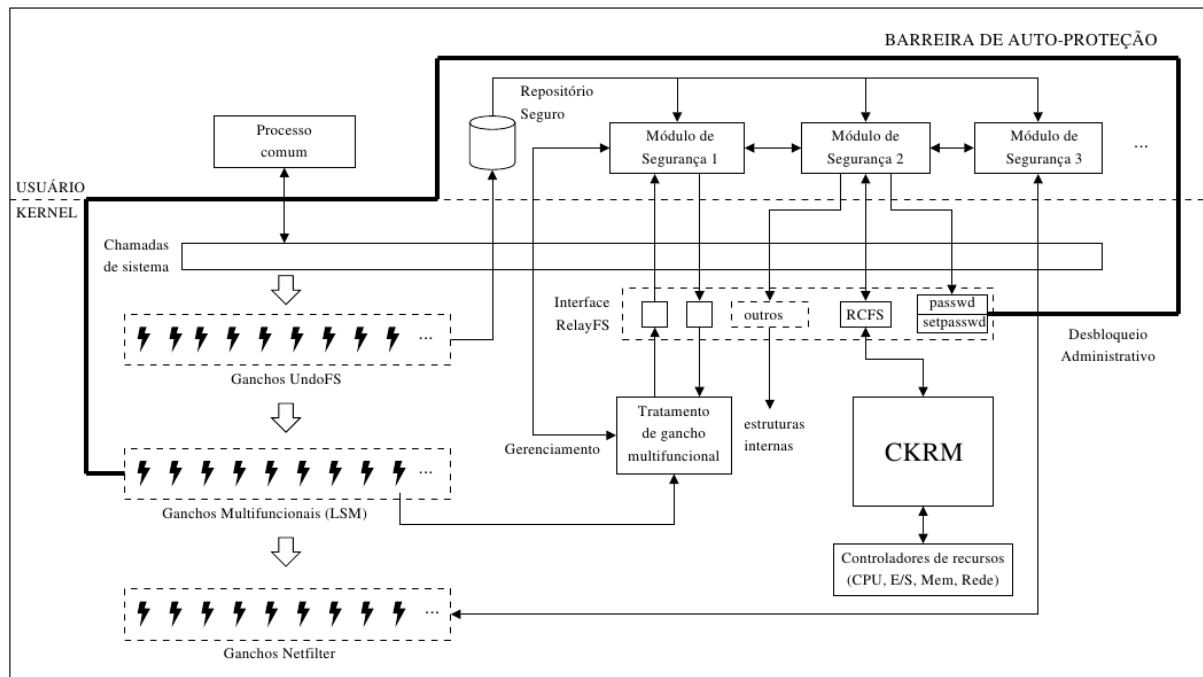 BARREIRA DE AUTO-PROTEÇÃO
Repositório
Seguro
Processo
comum
Módulo de
Segurança 1
Módulo de
Segurança 2
Módulo de
Segurança 3
...
USUÁRIO
KERNEL
Chamadas
de sistema
Interface
RelayFS
outros
RCFS
passwd
setpasswd
Desbloqueio
Administrativo
...
Ganchos UndoFS
Gerenciamento
Tratamento
de gancho
multifuncional
estruturas
internas
CKRM
...
Ganchos Multifuncionais (LSM)
Controladores de recursos
(CPU, E/S, Mem, Rede)
...
Ganchos Netfilter